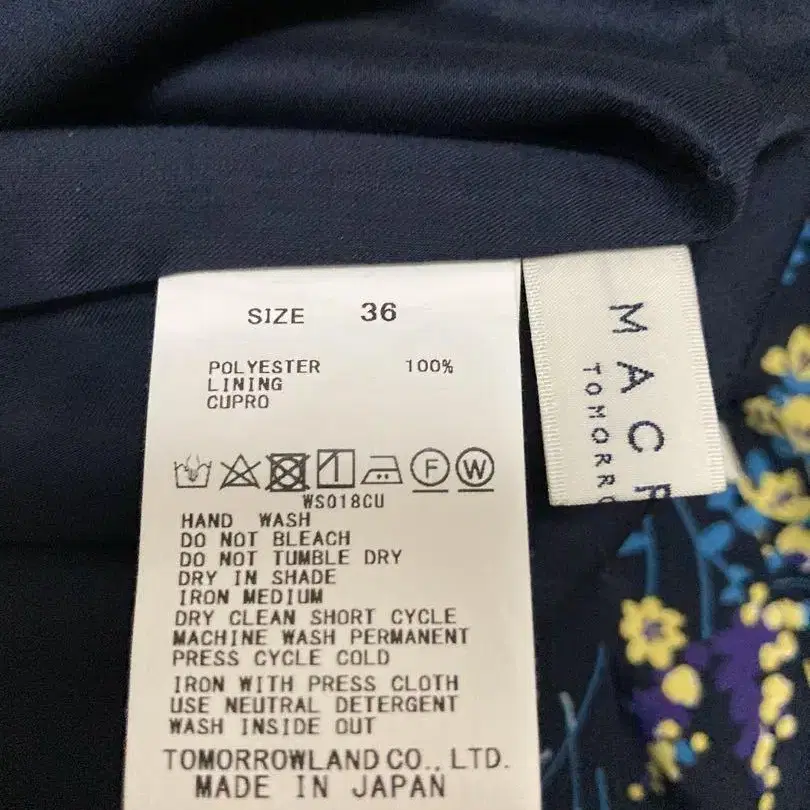 SIZE 36
POLYESTER 100%
LINING
CUPRO
F W
WS018CU
HAND WASH
DO NOT BLEACH
DO NOT TUMBLE DRY
DRY IN SHADE
IRON MEDIUM
DRY CLEAN SHORT CYCLE
MACHINE WASH PERMANENT
PRESS CYCLE COLD
IRON WITH PRESS CLOTH
USE NEUTRAL DETERGENT
WASH INSIDE OUT
TOMORROWLAND CO., LTD.
MADE IN JAPAN
MAC
TOMORR